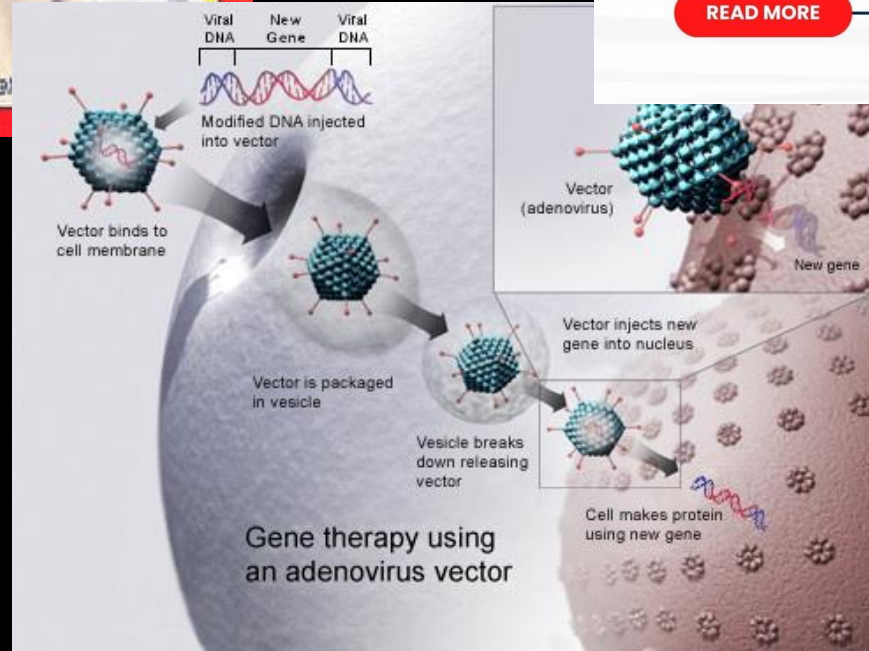 READ MORE
Viral
DNA
New
Gene
Viral
DNA
Modified DNA injected
into vector
Vector binds to
cell membrane
Vector
(adenovirus)
New gene
Vector injects new
gene into nucleus
Vector is packaged
in vesicle
Vesicle breaks
down releasing
vector
Cell makes protein
using new gene
Gene therapy using
an adenovirus vector